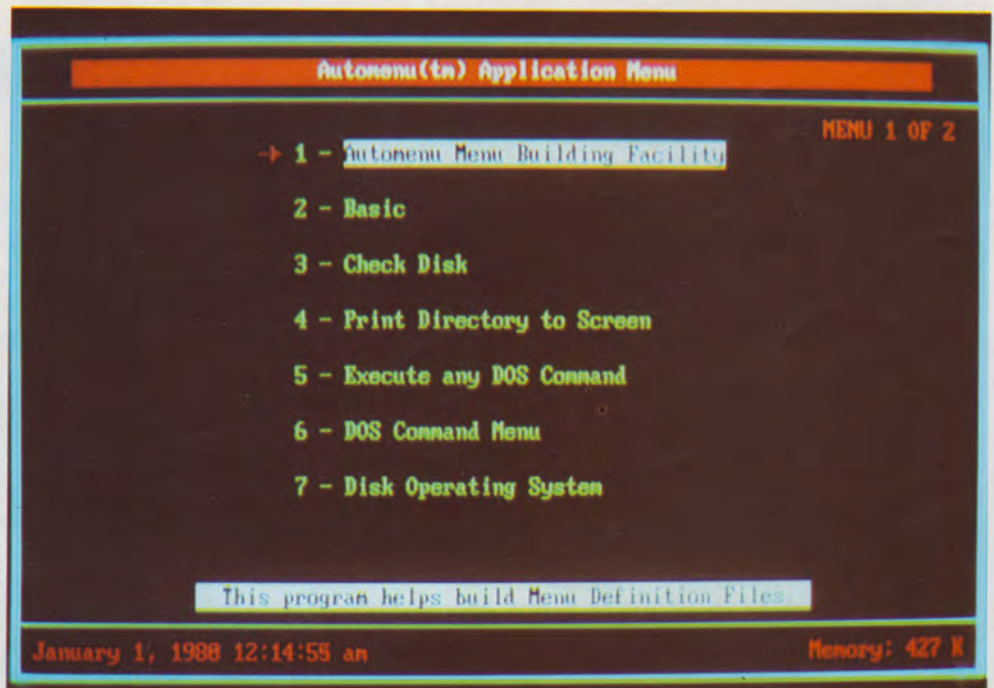 Automenu(tm) Application Menu
MENU 1 OF 2
1 - Automenu Menu Building Facility
2 - Basic
3 - Check Disk
4 - Print Directory to Screen
5 - Execute any DOS Command
6 - DOS Command Menu
7 - Disk Operating System
This program helps build Menu Definition Files
January 1, 1980 12:14:55 am
Memory: 427 K